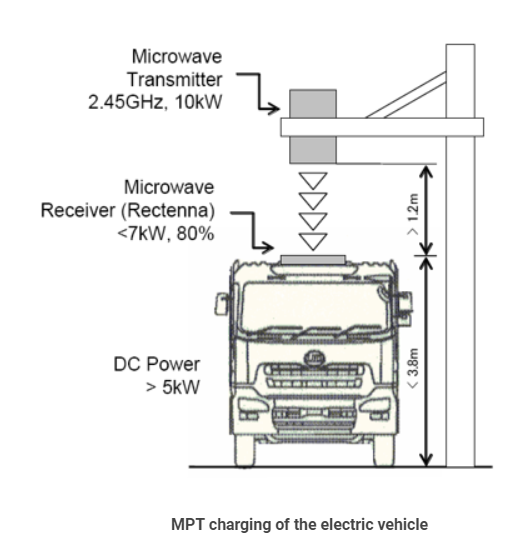 Microwave
Transmitter
2.45GHz, 10kW
> 1.2m
Microwave
Receiver (Rectenna)
<7kW, 80%
< 3.8m
DC Power
> 5kW
MPT charging of the electric vehicle